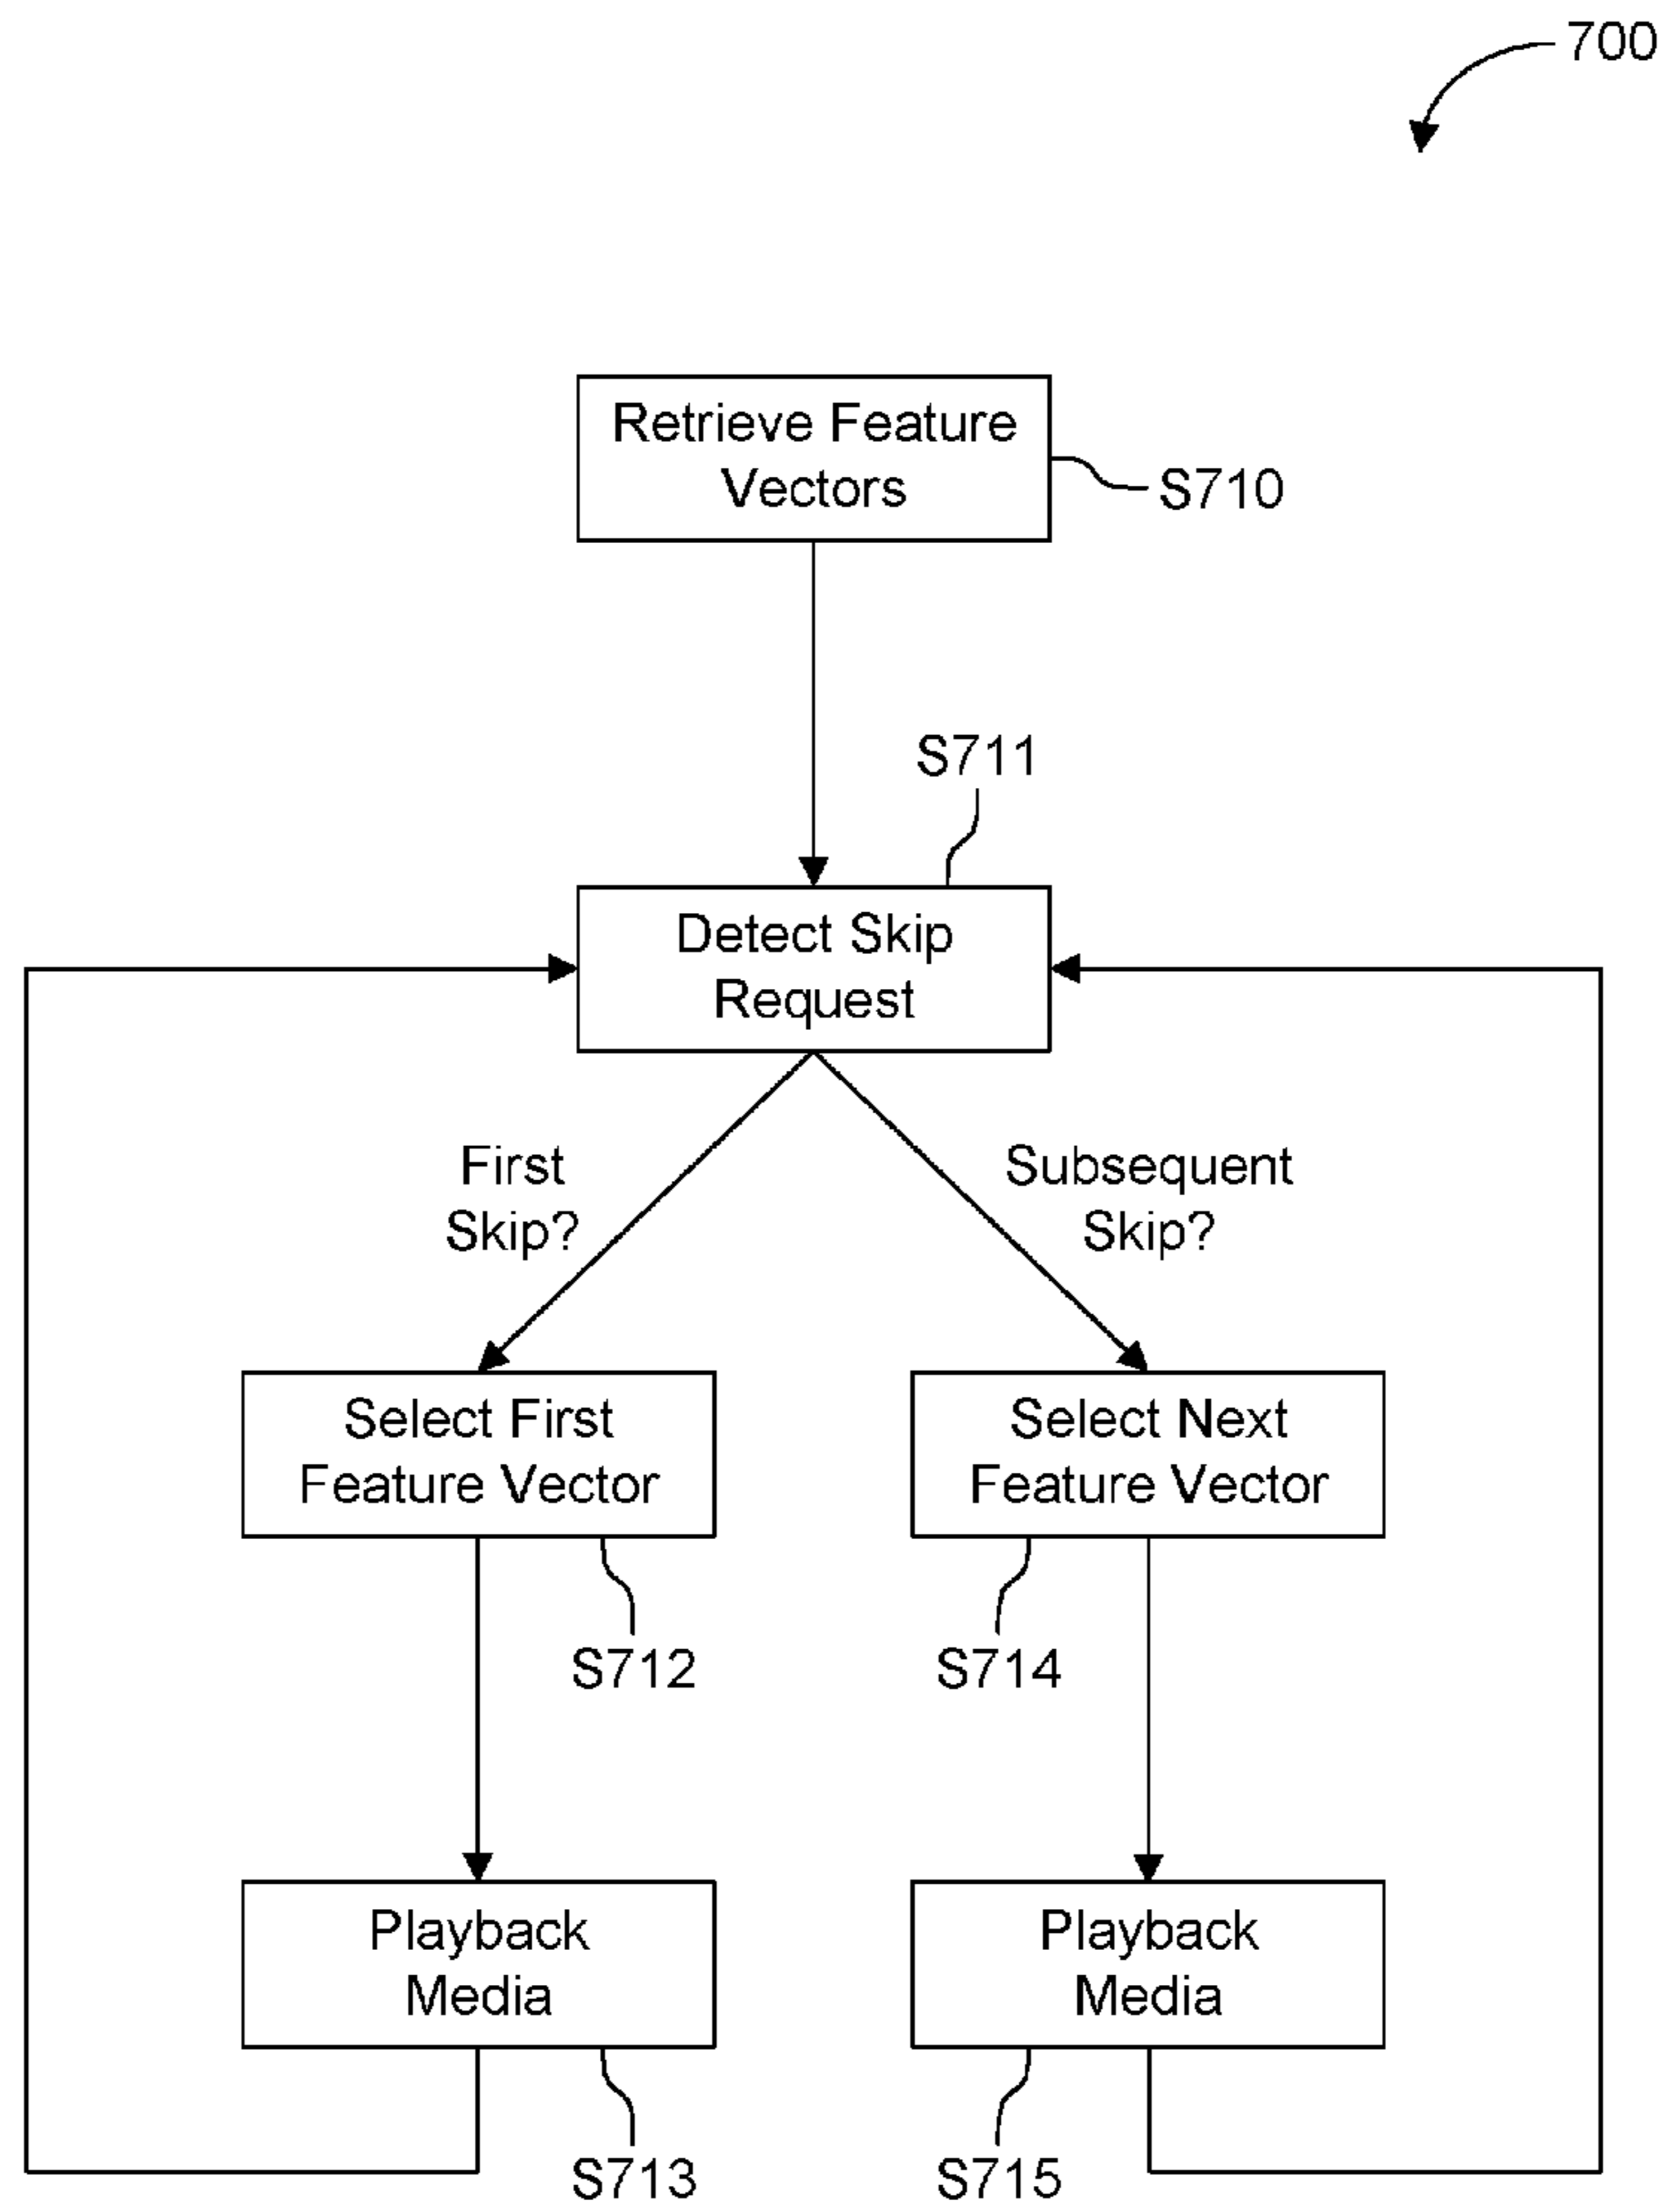 700
Retrieve Feature
Vectors
S710
S711
Detect Skip
Request
First
Skip?
Subsequent
Skip?
Select First
Feature Vector
Select Next
Feature Vector
S712
S714
Playback
Media
Playback
Media
S713
S715